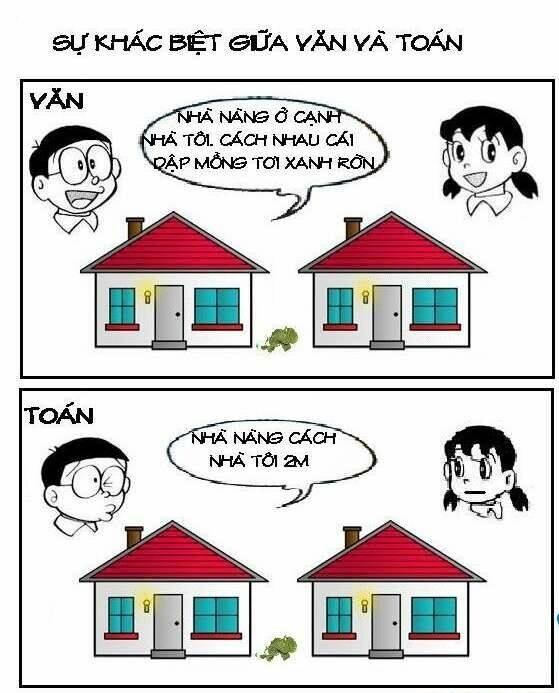 SỰ KHÁC BIỆT GIỮA VĂN VÀ TOÁN
VĂN
NHÀ NÀNG Ở CẠNH
NHÀ TÔI. CÁCH NHAU CÁI
DẬP MỒNG TƠI XANH RỜN
TOÁN
NHÀ NÀNG CÁCH
NHÀ TÔI 2M